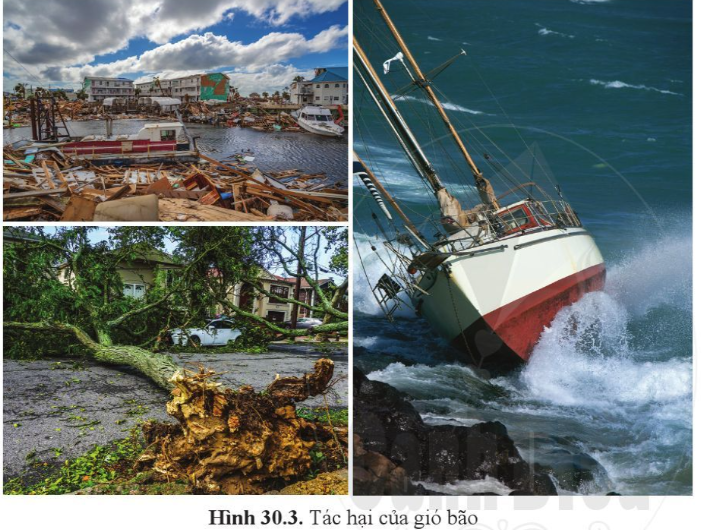 Hình 30.3. Tác hại của gió bão